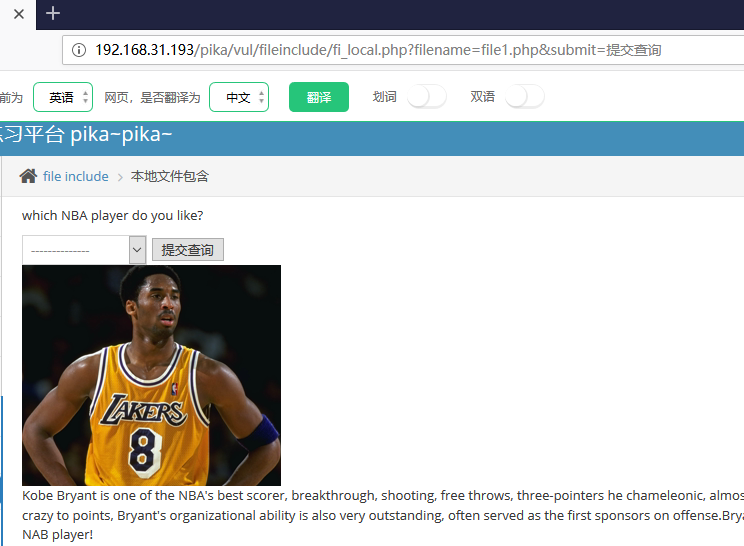 192.168.31.193/pika/vul/fileinclude/fi_local.php?filename=file1.php&submit=提交查询
前为 英语 网页，是否翻译为 中文 翻译 划词 双语
习平台 pika~pika~
file include > 本地文件包含
which NBA player do you like?
--------------- 提交查询
LAKERS
8
Kobe Bryant is one of the NBA's best scorer, breakthrough, shooting, free throws, three-pointers he chameleonic, almos
crazy to points, Bryant's organizational ability is also very outstanding, often served as the first sponsors on offense.Brya
NAB player!